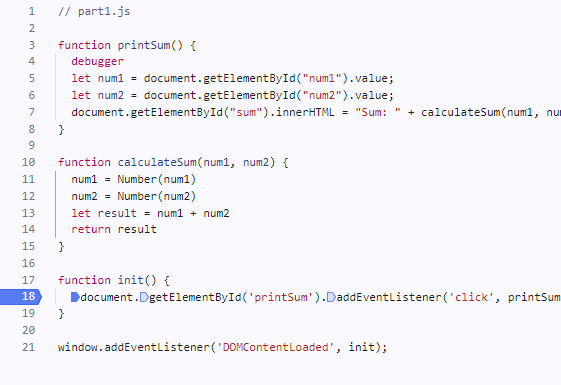 1 // part1.js
2
3 function printSum() {
4 debugger
5 let num1 = document.getElementById("num1").value;
6 let num2 = document.getElementById("num2").value;
7 document.getElementById("sum").innerHTML = "Sum: " + calculateSum(num1, nu
8 }
9
10 function calculateSum(num1, num2) {
11 num1 = Number(num1)
12 num2 = Number(num2)
13 let result = num1 + num2
14 return result
15 }
16
17 function init() {
18 document.getElementById('printSum').addEventListener('click', printSum
19 }
20
21 window.addEventListener('DOMContentLoaded', init);